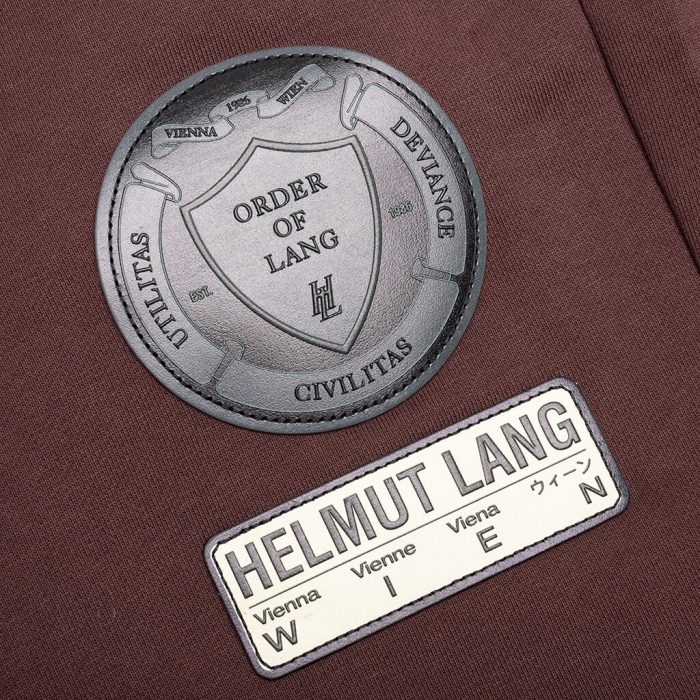 VIENNA 1986 WIEN
UTILITAS
DEVIANCE
CIVILITAS
EST.
1986
ORDER
OF
LANG
HL
HELMUT LANG
Vienna Vienne Viena ウィーン
W I E N